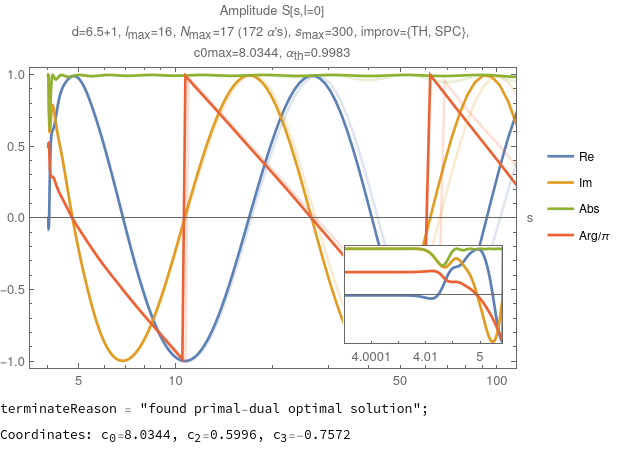 Amplitude S[s,l=0]
d=6.5+1, lmax=16, Nmax=17 (172 α's), smax=300, improv={TH, SPC},
c0max=8.0344, αth=0.9983
1.0
0.5
0.0
−0.5
−1.0
5
10
50
100
s
4.0001
4.01
5
Re
Im
Abs
Arg/π
terminateReason = "found primal-dual optimal solution";
Coordinates: c0=8.0344, c2=0.5996, c3=-0.7572